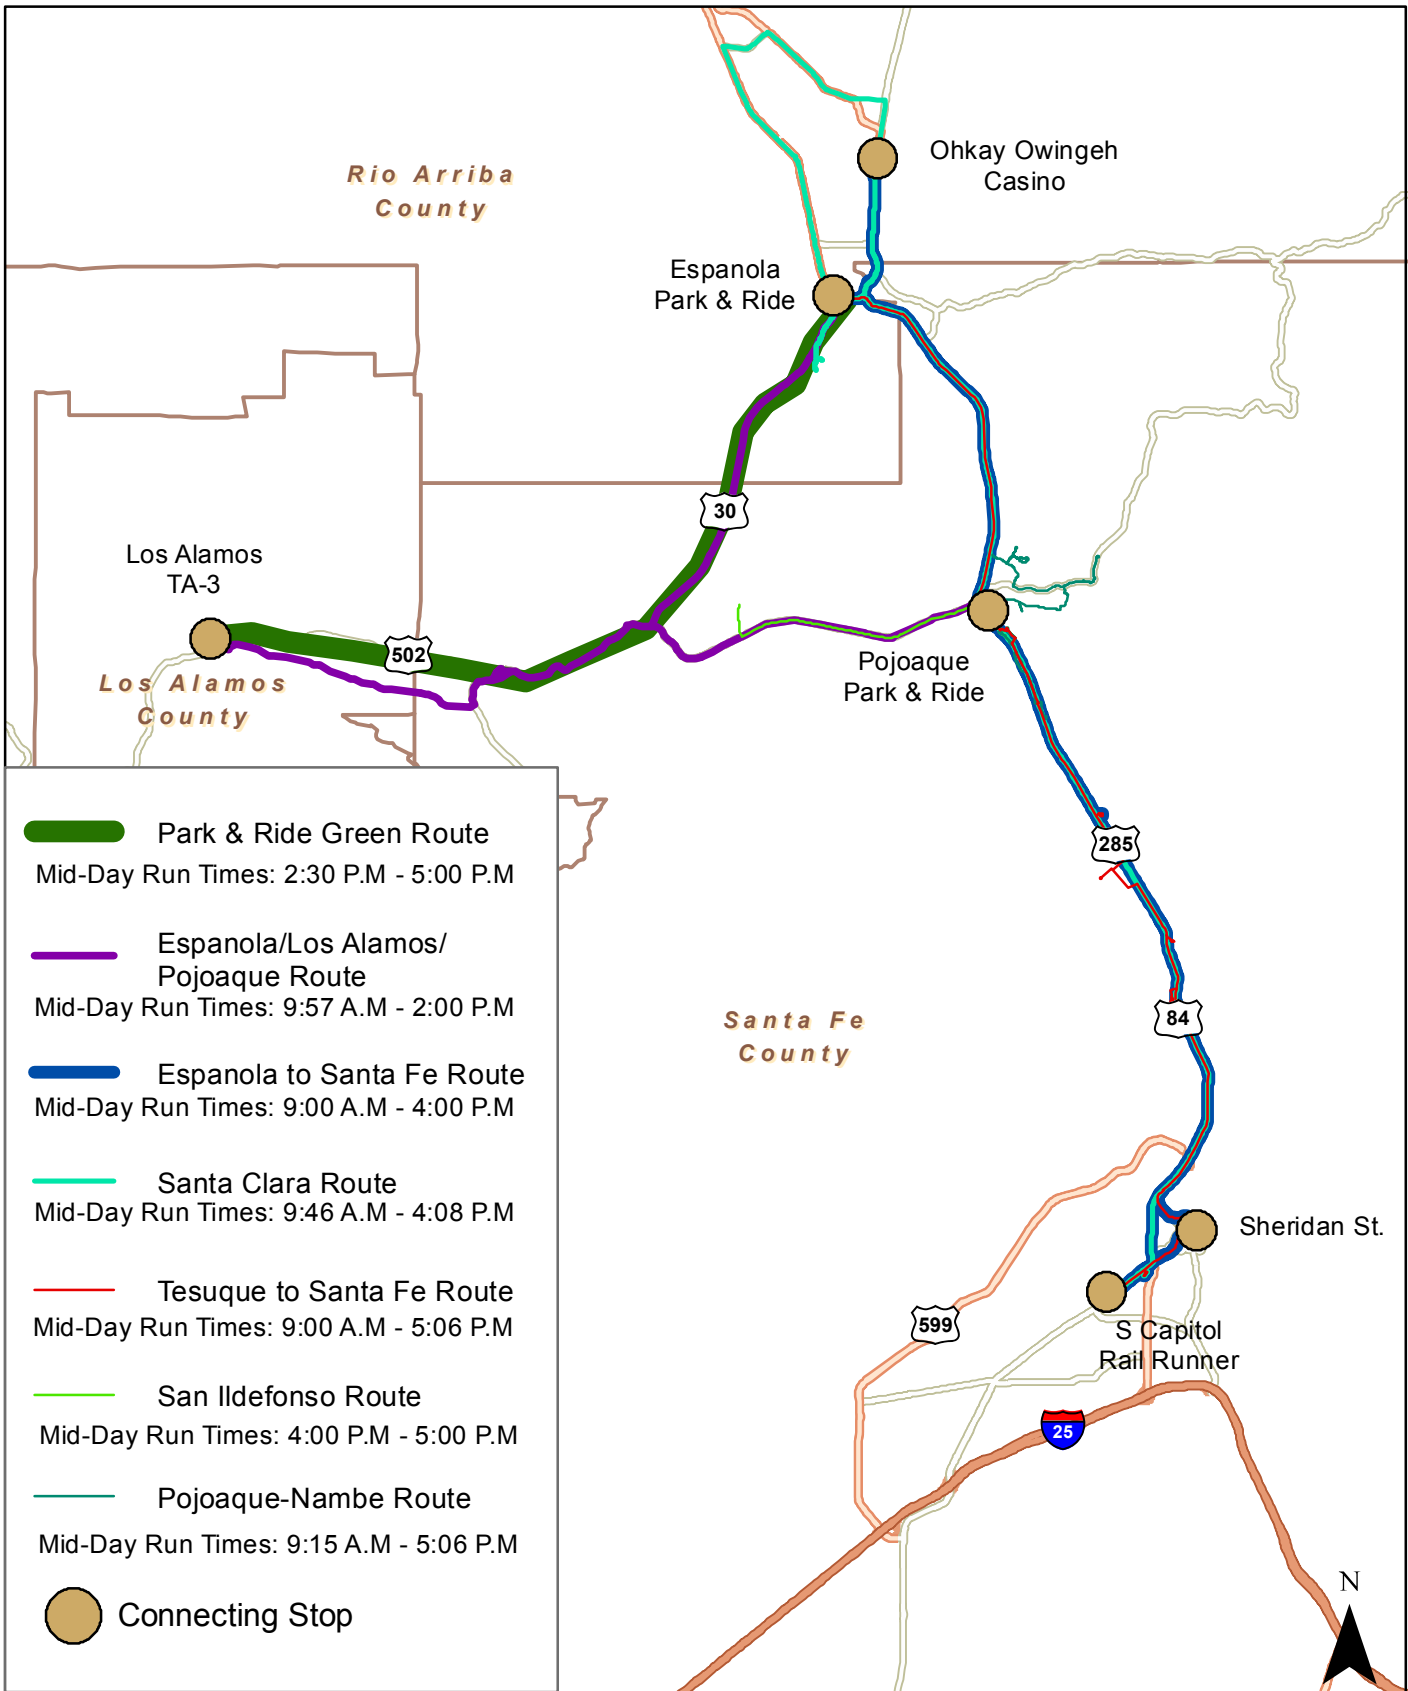 Ohkay Owingeh
Casino
Rio Arriba
County
Espanola
Park & Ride
30
Los Alamos
TA-3
502
Los Alamos
County
Pojoaque
Park & Ride
285
84
Santa Fe
County
Sheridan St.
599
S Capitol
Rail Runner
25
N
Park & Ride Green Route
Mid-Day Run Times: 2:30 P.M - 5:00 P.M
Espanola/Los Alamos/
Pojoaque Route
Mid-Day Run Times: 9:57 A.M - 2:00 P.M
Espanola to Santa Fe Route
Mid-Day Run Times: 9:00 A.M - 4:00 P.M
Santa Clara Route
Mid-Day Run Times: 9:46 A.M - 4:08 P.M
Tesuque to Santa Fe Route
Mid-Day Run Times: 9:00 A.M - 5:06 P.M
San Ildefonso Route
Mid-Day Run Times: 4:00 P.M - 5:00 P.M
Pojoaque-Nambe Route
Mid-Day Run Times: 9:15 A.M - 5:06 P.M
Connecting Stop